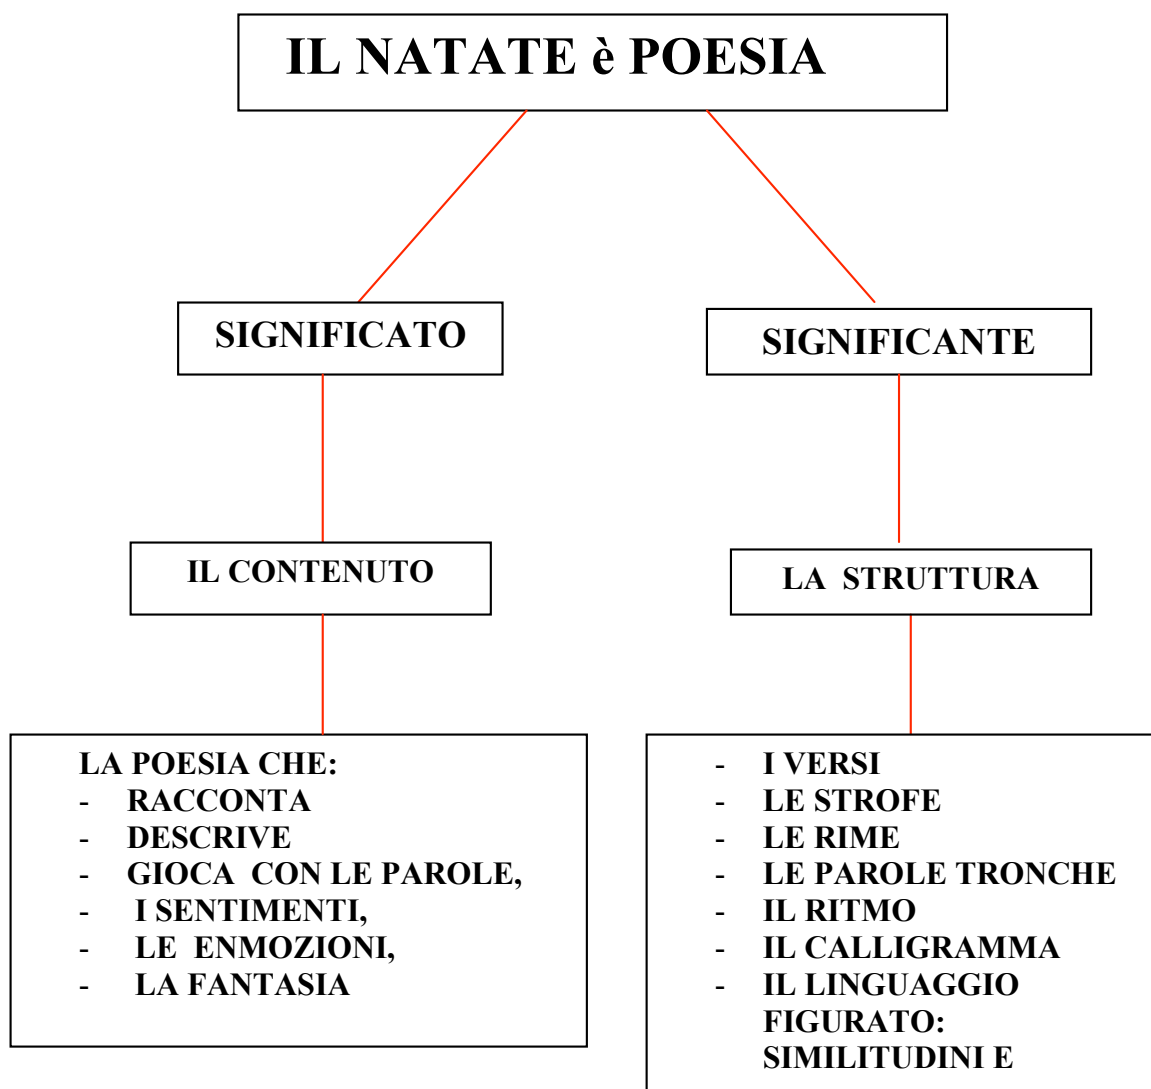 IL NATATE è POESIA
SIGNIFICATO
SIGNIFICANTE
IL CONTENUTO
LA STRUTTURA
LA POESIA CHE:
- RACCONTA
- DESCRIVE
- GIOCA CON LE PAROLE,
- I SENTIMENTI,
- LE ENMOZIONI,
- LA FANTASIA
- I VERSI
- LE STROFE
- LE RIME
- LE PAROLE TRONCHE
- IL RITMO
- IL CALLIGRAMMA
- IL LINGUAGGIO
FIGURATO:
SIMILITUDINI E